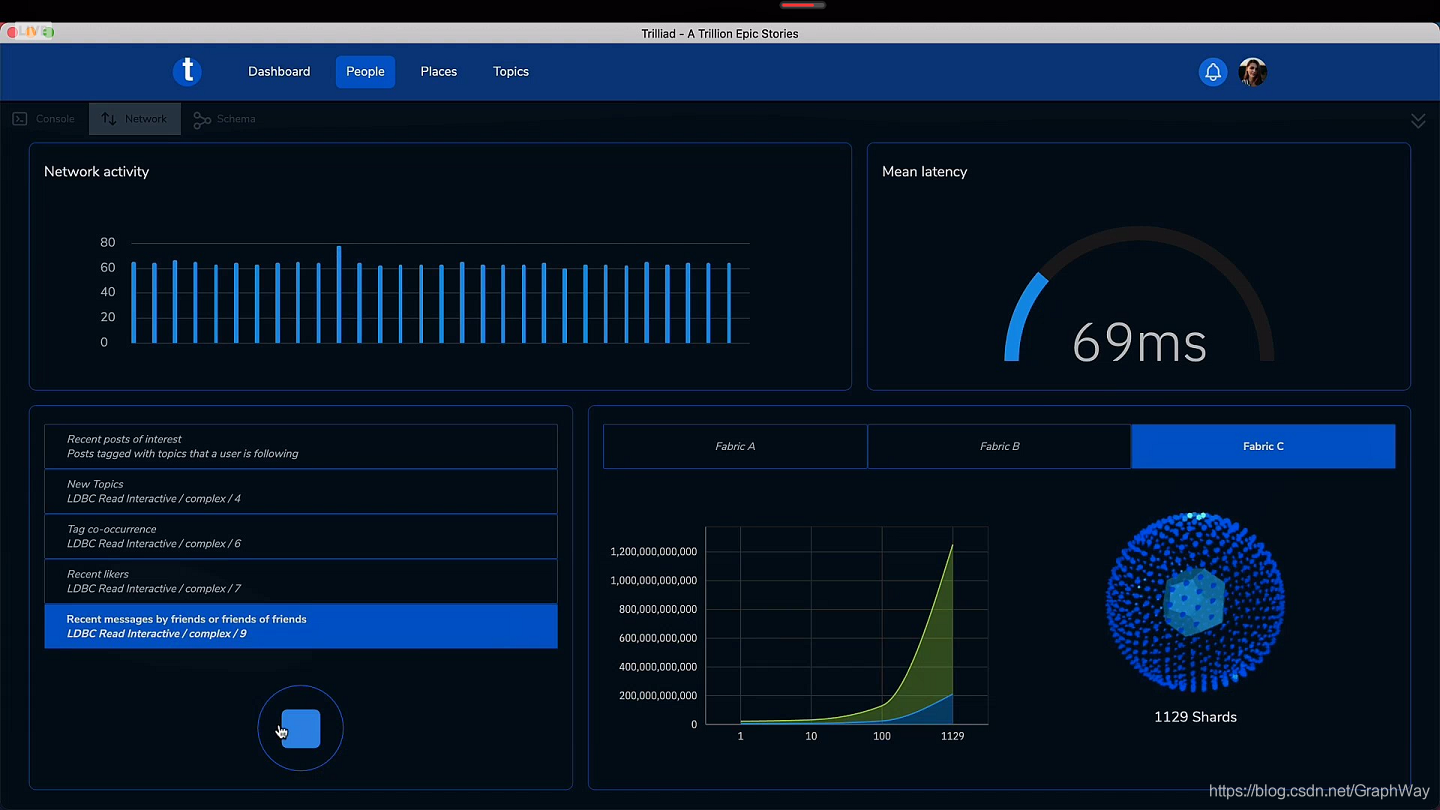 LIVE
Trilliad - A Trillion Epic Stories
t
Dashboard
People
Places
Topics
Console
Network
Schema
Network activity
80
60
40
20
0
Mean latency
69ms
Recent posts of interest
Posts tagged with topics that a user is following
New Topics
LDBC Read Interactive / complex / 4
Tag co-occurrence
LDBC Read Interactive / complex / 6
Recent likers
LDBC Read Interactive / complex / 7
Recent messages by friends or friends of friends
LDBC Read Interactive / complex / 9
Fabric A
Fabric B
Fabric C
1,200,000,000,000
1,000,000,000,000
800,000,000,000
600,000,000,000
400,000,000,000
200,000,000,000
0
1
10
100
1129
1129 Shards
https://blog.csdn.net/GraphWay